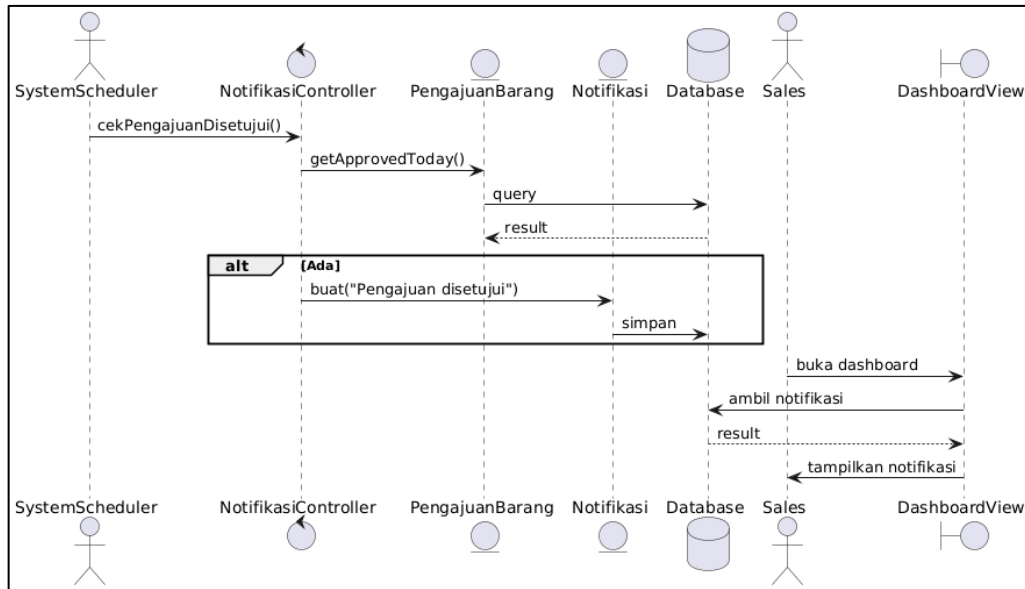 SystemScheduler NotifikasiController PengajuanBarang Notifikasi Database Sales DashboardView
cekPengajuanDisetujui()
getApprovedToday()
query
result
alt [Ada]
buat("Pengajuan disetujui")
simpan
buka dashboard
ambil notifikasi
result
tampilkan notifikasi
SystemScheduler NotifikasiController PengajuanBarang Notifikasi Database Sales DashboardView